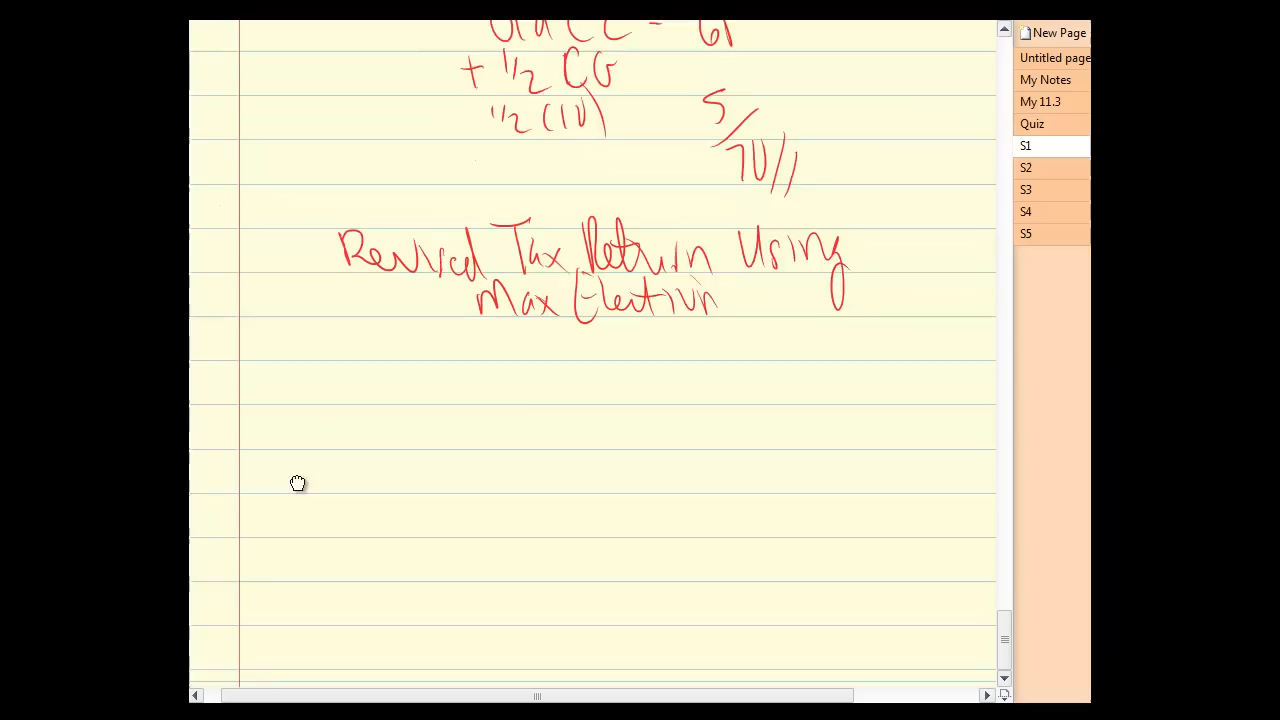 + 1/2 CG
1/2 (10)
5
70//
Revised Tax Return Using
Max Election
New Page
Untitled page
My Notes
My 11.3
Quiz
S1
S2
S3
S4
S5